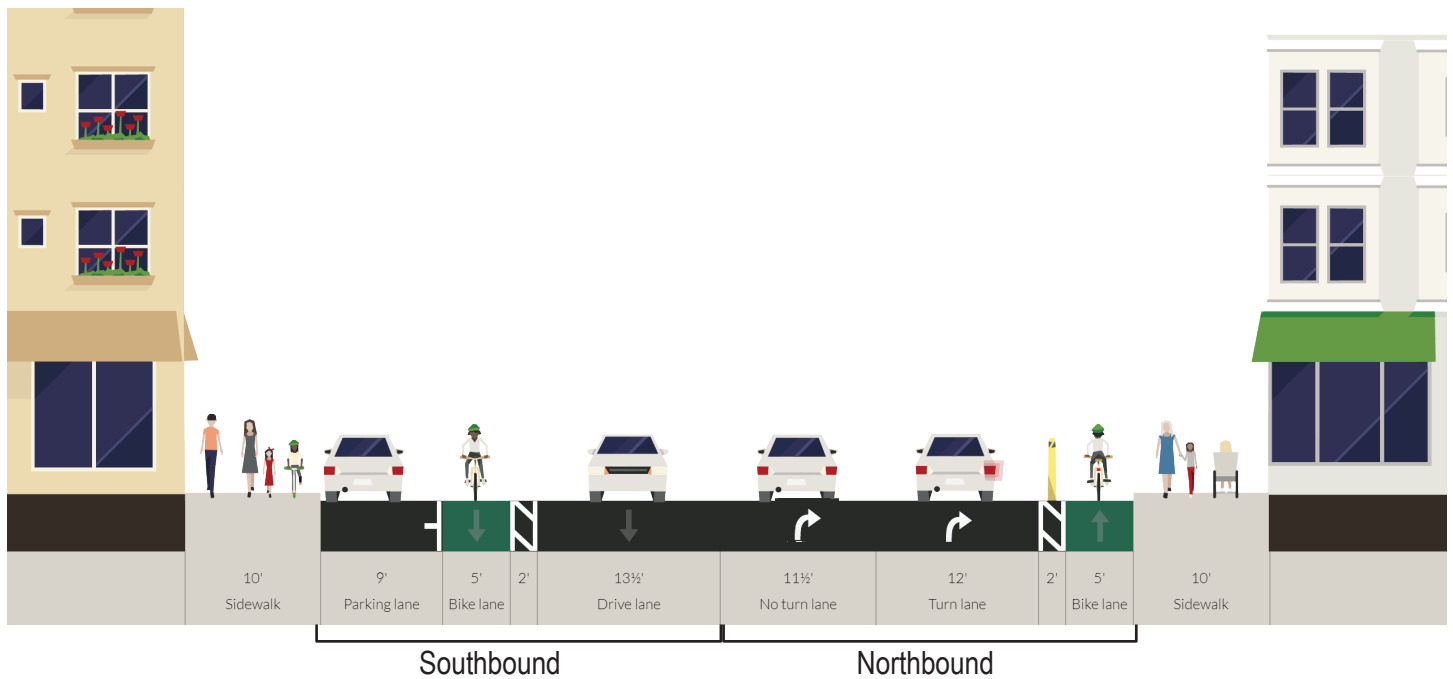 10' 9' 5' 2' 13½' 11½' 12' 2' 5' 10'
Sidewalk Parking lane Bike lane Drive lane No turn lane Turn lane Bike lane Sidewalk
Southbound Northbound